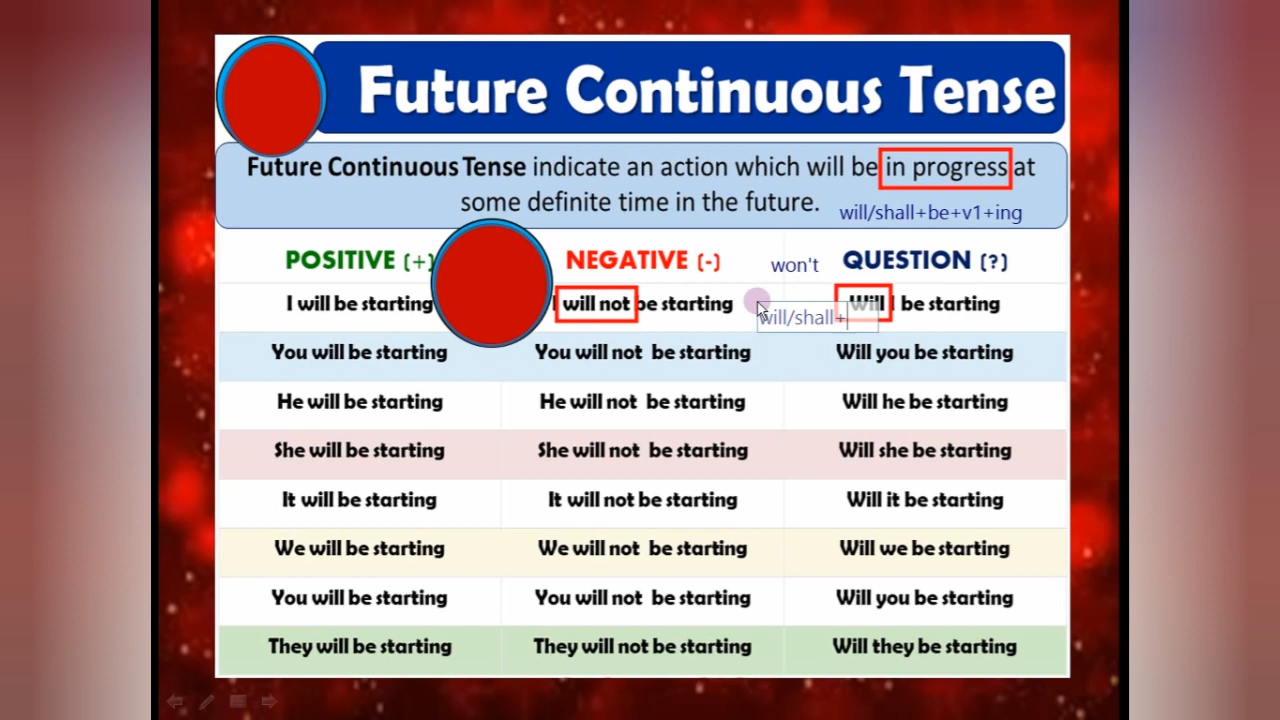 Future Continuous Tense
Future Continuous Tense indicate an action which will be in progress at
some definite time in the future.
will/shall+be+v1+ing
POSITIVE (+)
NEGATIVE (-)
won't
QUESTION (?)
I will be starting
I will not be starting
Will I be starting
will/shall+
You will be starting
You will not be starting
Will you be starting
He will be starting
He will not be starting
Will he be starting
She will be starting
She will not be starting
Will she be starting
It will be starting
It will not be starting
Will it be starting
We will be starting
We will not be starting
Will we be starting
You will be starting
You will not be starting
Will you be starting
They will be starting
They will not be starting
Will they be starting